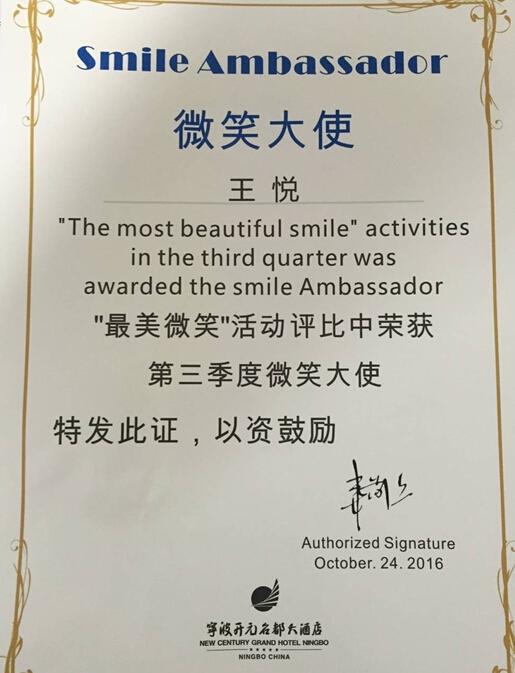 Smile Ambassador
微笑大使
王 悦
"The most beautiful smile" activities
in the third quarter was
awarded the smile Ambassador
"最美微笑"活动评比中荣获
第三季度微笑大使
特发此证，以资鼓励
Authorized Signature
October. 24. 2016
宁波开元名都大酒店
NEW CENTURY GRAND HOTEL NINGBO
★★★★★
NINGBO CHINA